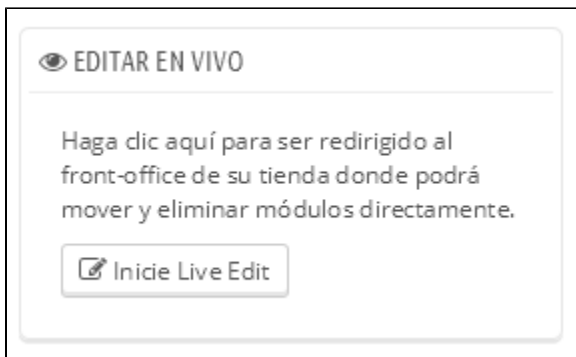 EDITAR EN VIVO
Haga clic aquí para ser redirigido al
front-office de su tienda donde podrá
mover y eliminar módulos directamente.
Inicie Live Edit